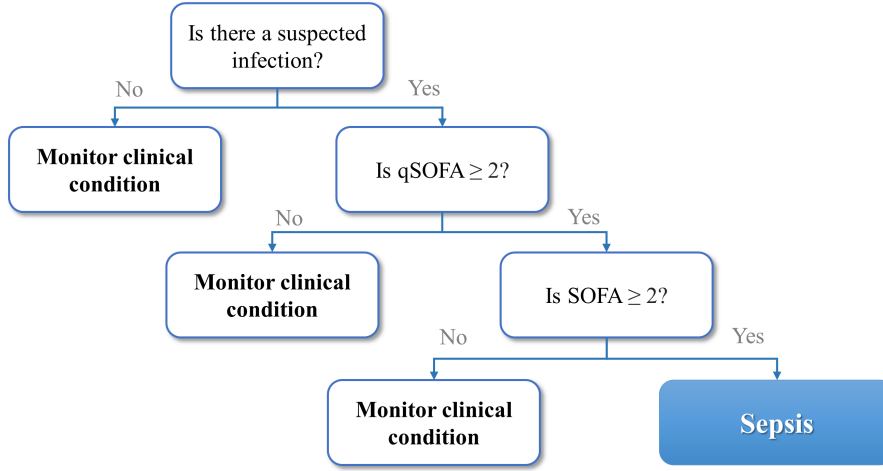 Is there a suspected
infection?
No
Yes
Monitor clinical
condition
Is qSOFA ≥ 2?
No
Yes
Monitor clinical
condition
Is SOFA ≥ 2?
No
Yes
Monitor clinical
condition
Sepsis